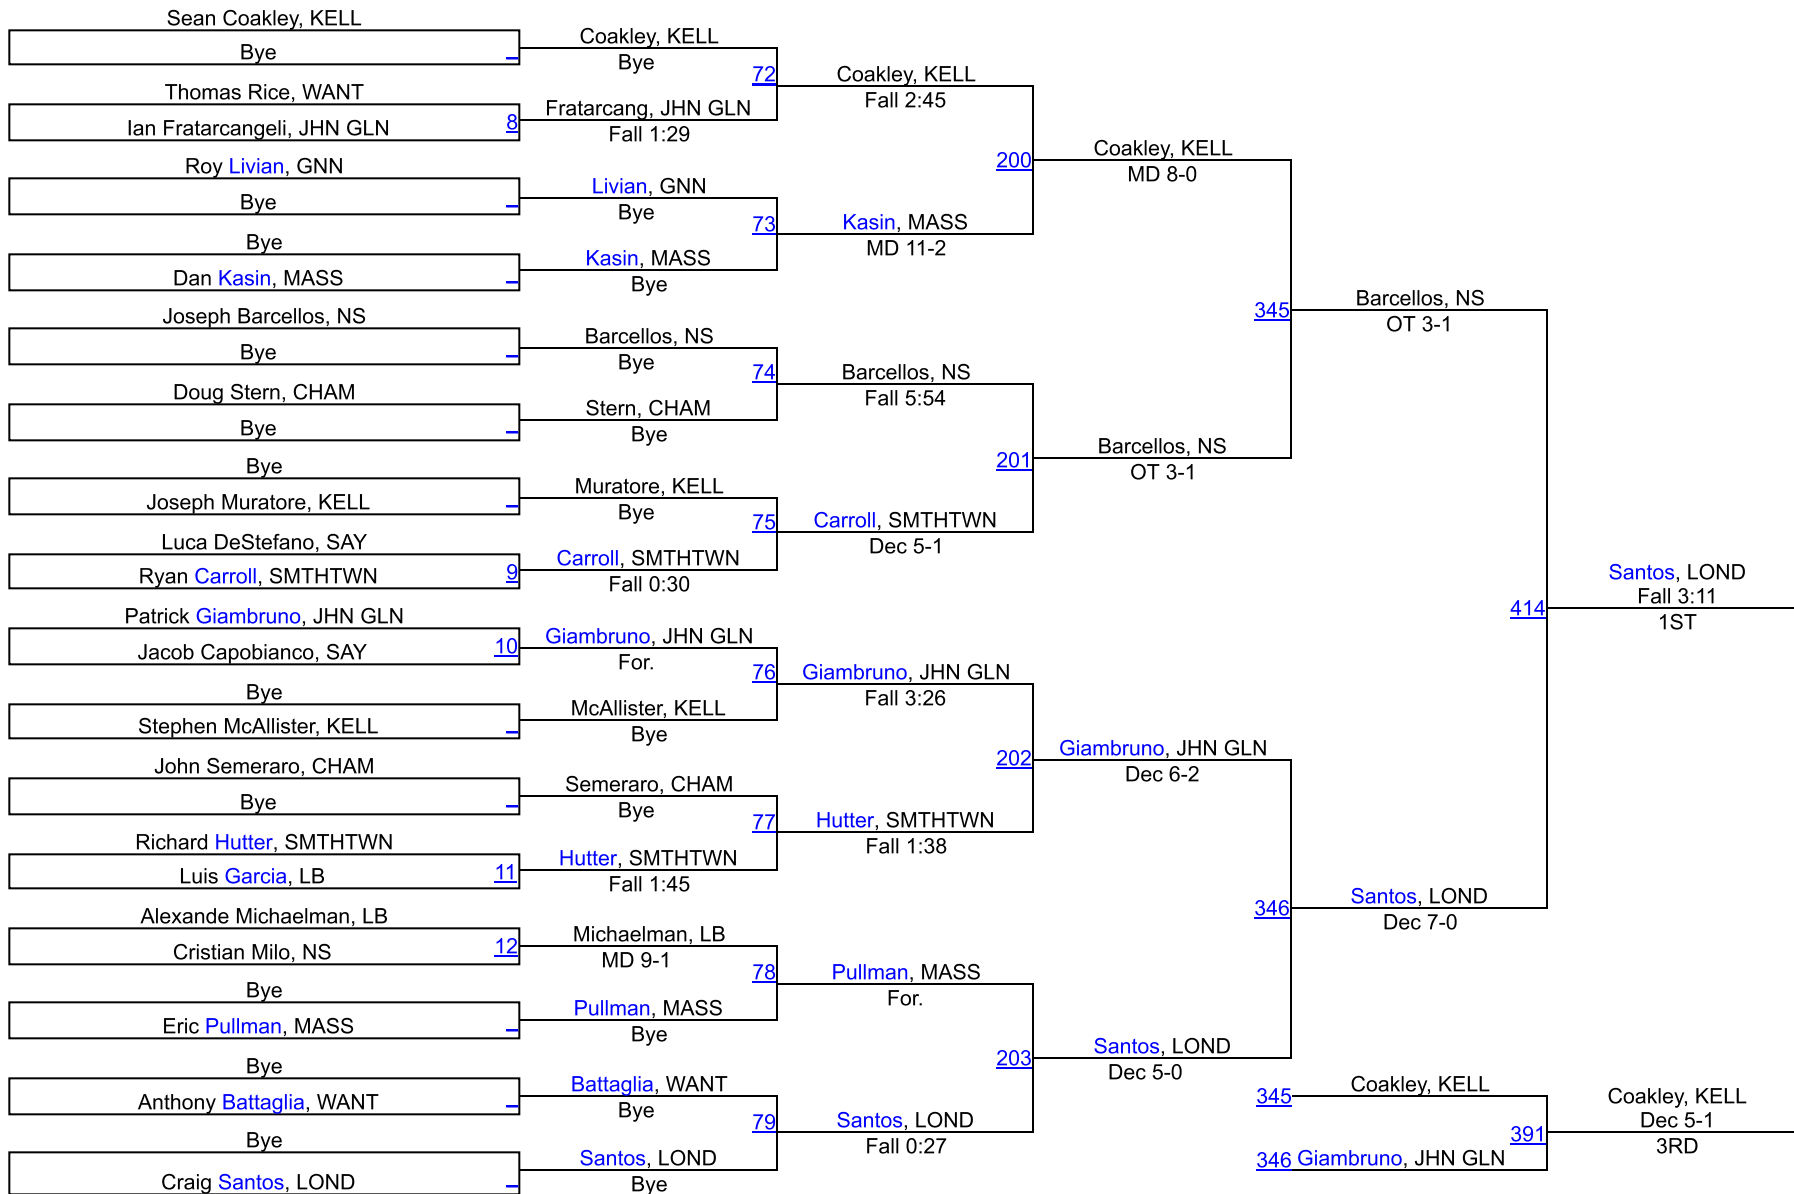 Sean Coakley, KELL
Bye
Thomas Rice, WANT
Ian Fratarcangeli, JHN GLN 8
Roy Livian, GNN
Bye
Bye
Dan Kasin, MASS
Joseph Barcellos, NS
Bye
Doug Stern, CHAM
Bye
Bye
Joseph Muratore, KELL
Luca DeStefano, SAY
Ryan Carroll, SMTHTWN 9
Patrick Giambruno, JHN GLN
Jacob Capobianco, SAY 10
Bye
Stephen McAllister, KELL
John Semeraro, CHAM
Bye
Richard Hutter, SMTHTWN
Luis Garcia, LB 11
Alexande Michaelman, LB
Cristian Milo, NS 12
Bye
Eric Pullman, MASS
Bye
Anthony Battaglia, WANT
Bye
Craig Santos, LOND
Coakley, KELL
Bye
72
Fratarcang, JHN GLN
Fall 1:29
Livian, GNN
Bye
73
Kasin, MASS
Bye
Barcellos, NS
Bye
74
Stern, CHAM
Bye
Muratore, KELL
Bye
75
Carroll, SMTHTWN
Fall 0:30
Giambruno, JHN GLN
For.
76
McAllister, KELL
Bye
Semeraro, CHAM
Bye
77
Hutter, SMTHTWN
Fall 1:45
Michaelman, LB
MD 9-1
78
Pullman, MASS
Bye
Battaglia, WANT
Bye
79
Santos, LOND
Bye
Coakley, KELL
Fall 2:45
200
Kasin, MASS
MD 11-2
Barcellos, NS
Fall 5:54
201
Carroll, SMTHTWN
Dec 5-1
Giambruno, JHN GLN
Fall 3:26
202
Hutter, SMTHTWN
Fall 1:38
Pullman, MASS
For.
203
Santos, LOND
Fall 0:27
Coakley, KELL
MD 8-0
345
Barcellos, NS
OT 3-1
Giambruno, JHN GLN
Dec 6-2
346
Santos, LOND
Dec 5-0
Barcellos, NS
OT 3-1
414
Santos, LOND
Dec 7-0
Santos, LOND
Fall 3:11
1ST
345 Coakley, KELL
391
346 Giambruno, JHN GLN
Coakley, KELL
Dec 5-1
3RD